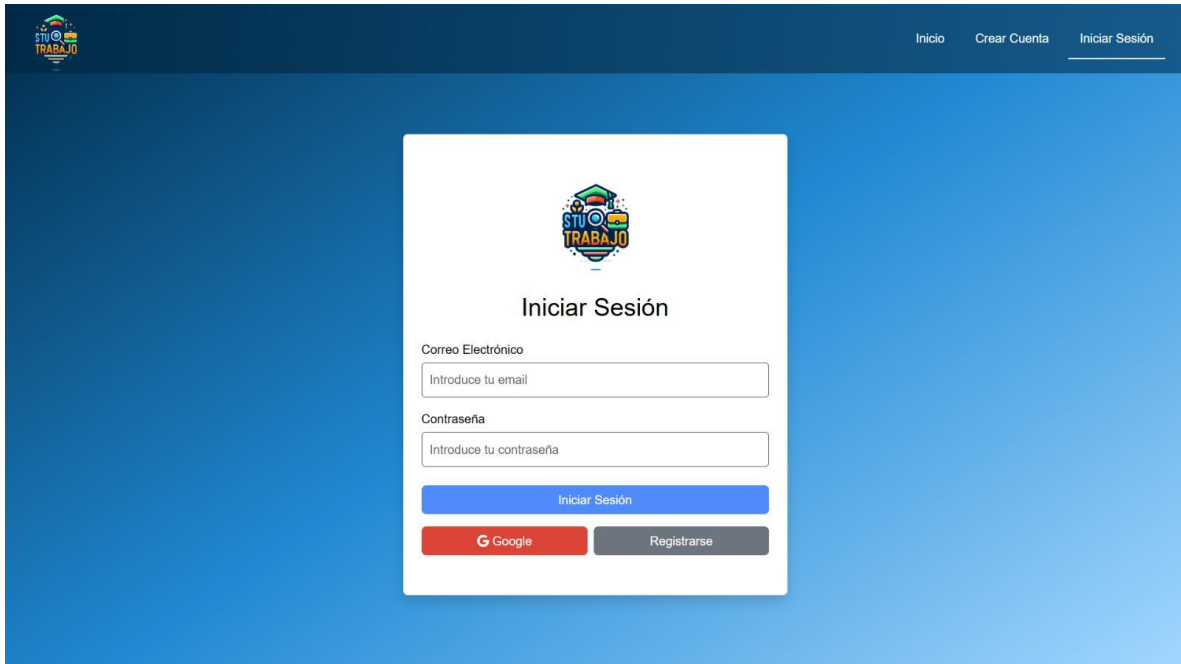 STU
TRABAJO
Inicio Crear Cuenta Iniciar Sesión
STU
TRABAJO
Iniciar Sesión
Correo Electrónico
Introduce tu email
Contraseña
Introduce tu contraseña
Iniciar Sesión
Google Registrarse